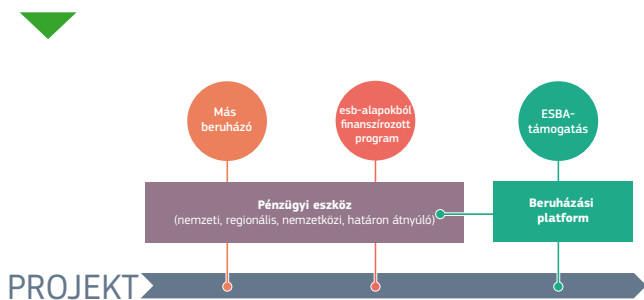 Más
beruházó
esb-alapokból
finanszírozott
program
ESBA-
támogatás
Pénzügyi eszköz
(nemzeti, regionális, nemzetközi, határon átnyúló)
Beruházási
platform
PROJEKT